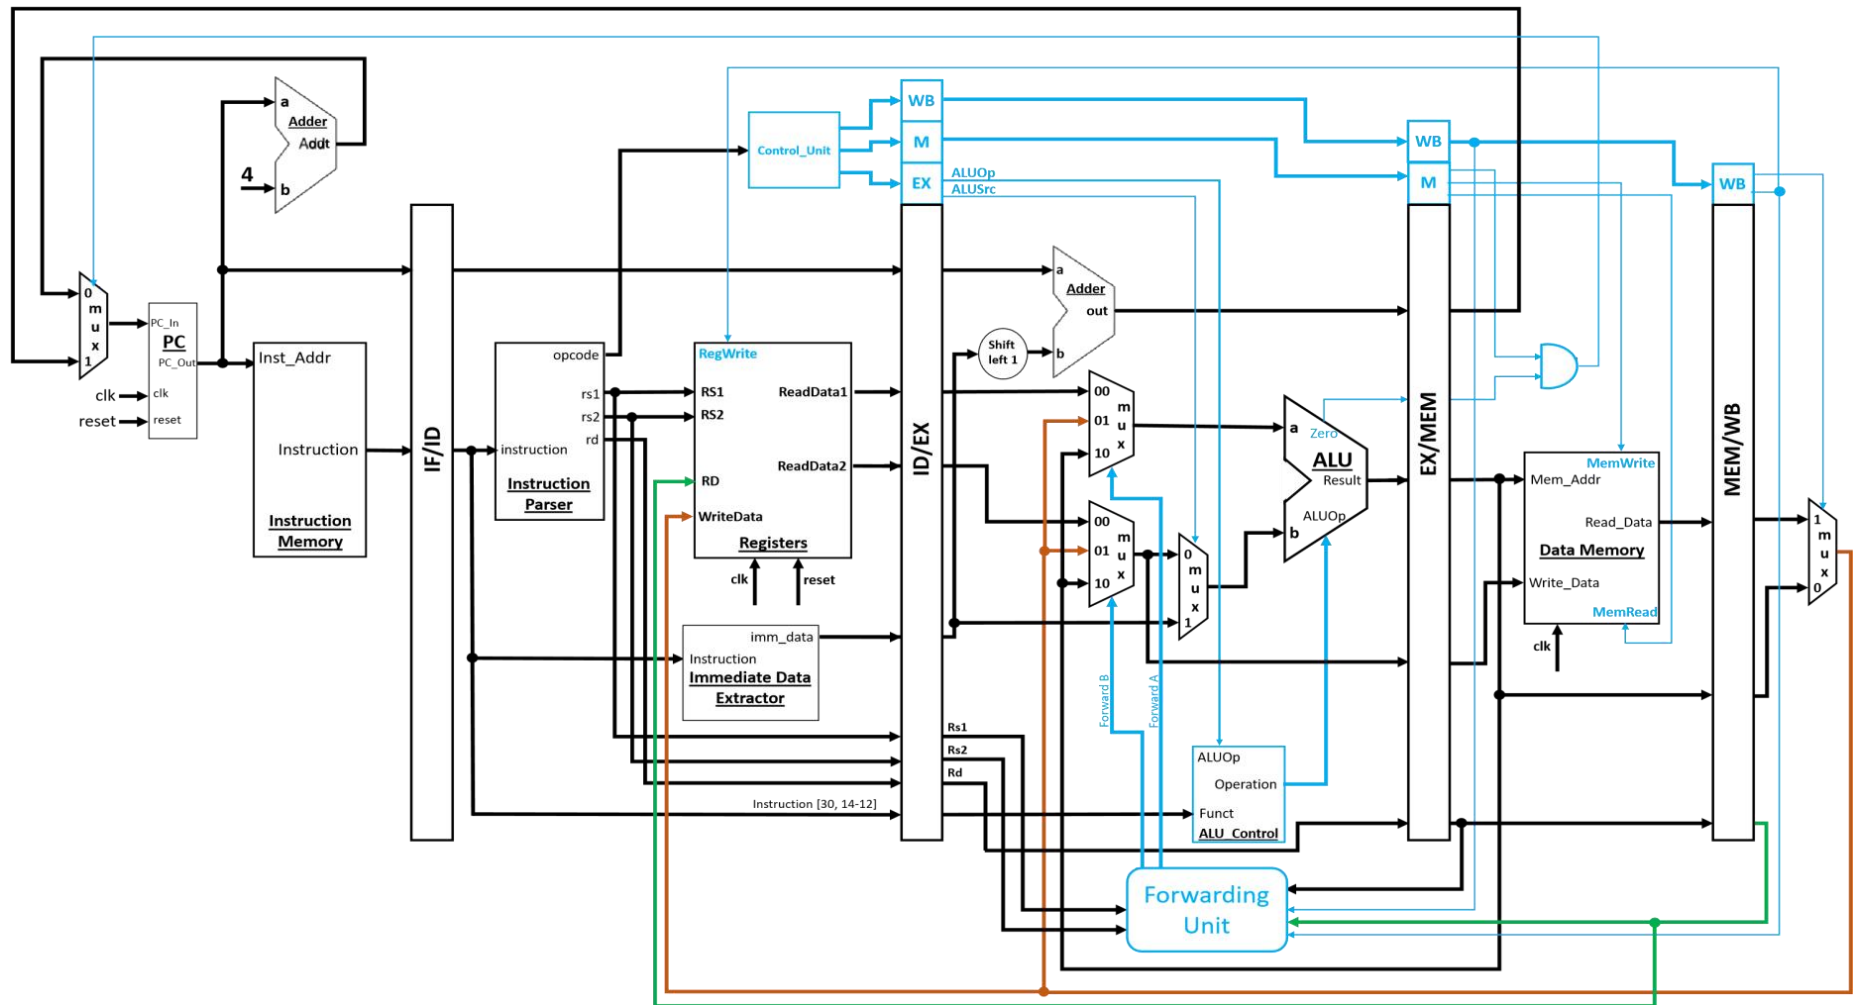 a
Adder
Addt
4
b
0
m
u
x
1
PC_In
PC
PC_Out
clk
clk
reset
reset
Inst_Addr
Instruction
Instruction
Memory
IF/ID
opcode
rs1
rs2
rd
instruction
Instruction
Parser
Control_Unit
RegWrite
RS1
RS2
RD
WriteData
ReadData1
ReadData2
Registers
clk
reset
imm_data
Instruction
Immediate Data
Extractor
Instruction [30, 14-12]
WB
M
EX
ID/EX
ALUOp
ALUSrc
a
Adder
out
b
Shift
left 1
00
01
10
m
u
x
00
01
10
m
u
x
0
m
u
x
1
a
Zero
ALU
Result
ALUOp
b
Forward B
Forward A
Rs1
Rs2
Rd
ALUOp
Operation
Funct
ALU_Control
Forwarding
Unit
WB
M
EX/MEM
MemWrite
Mem_Addr
Read_Data
Data Memory
Write_Data
MemRead
clk
WB
MEM/WB
1
m
u
x
0